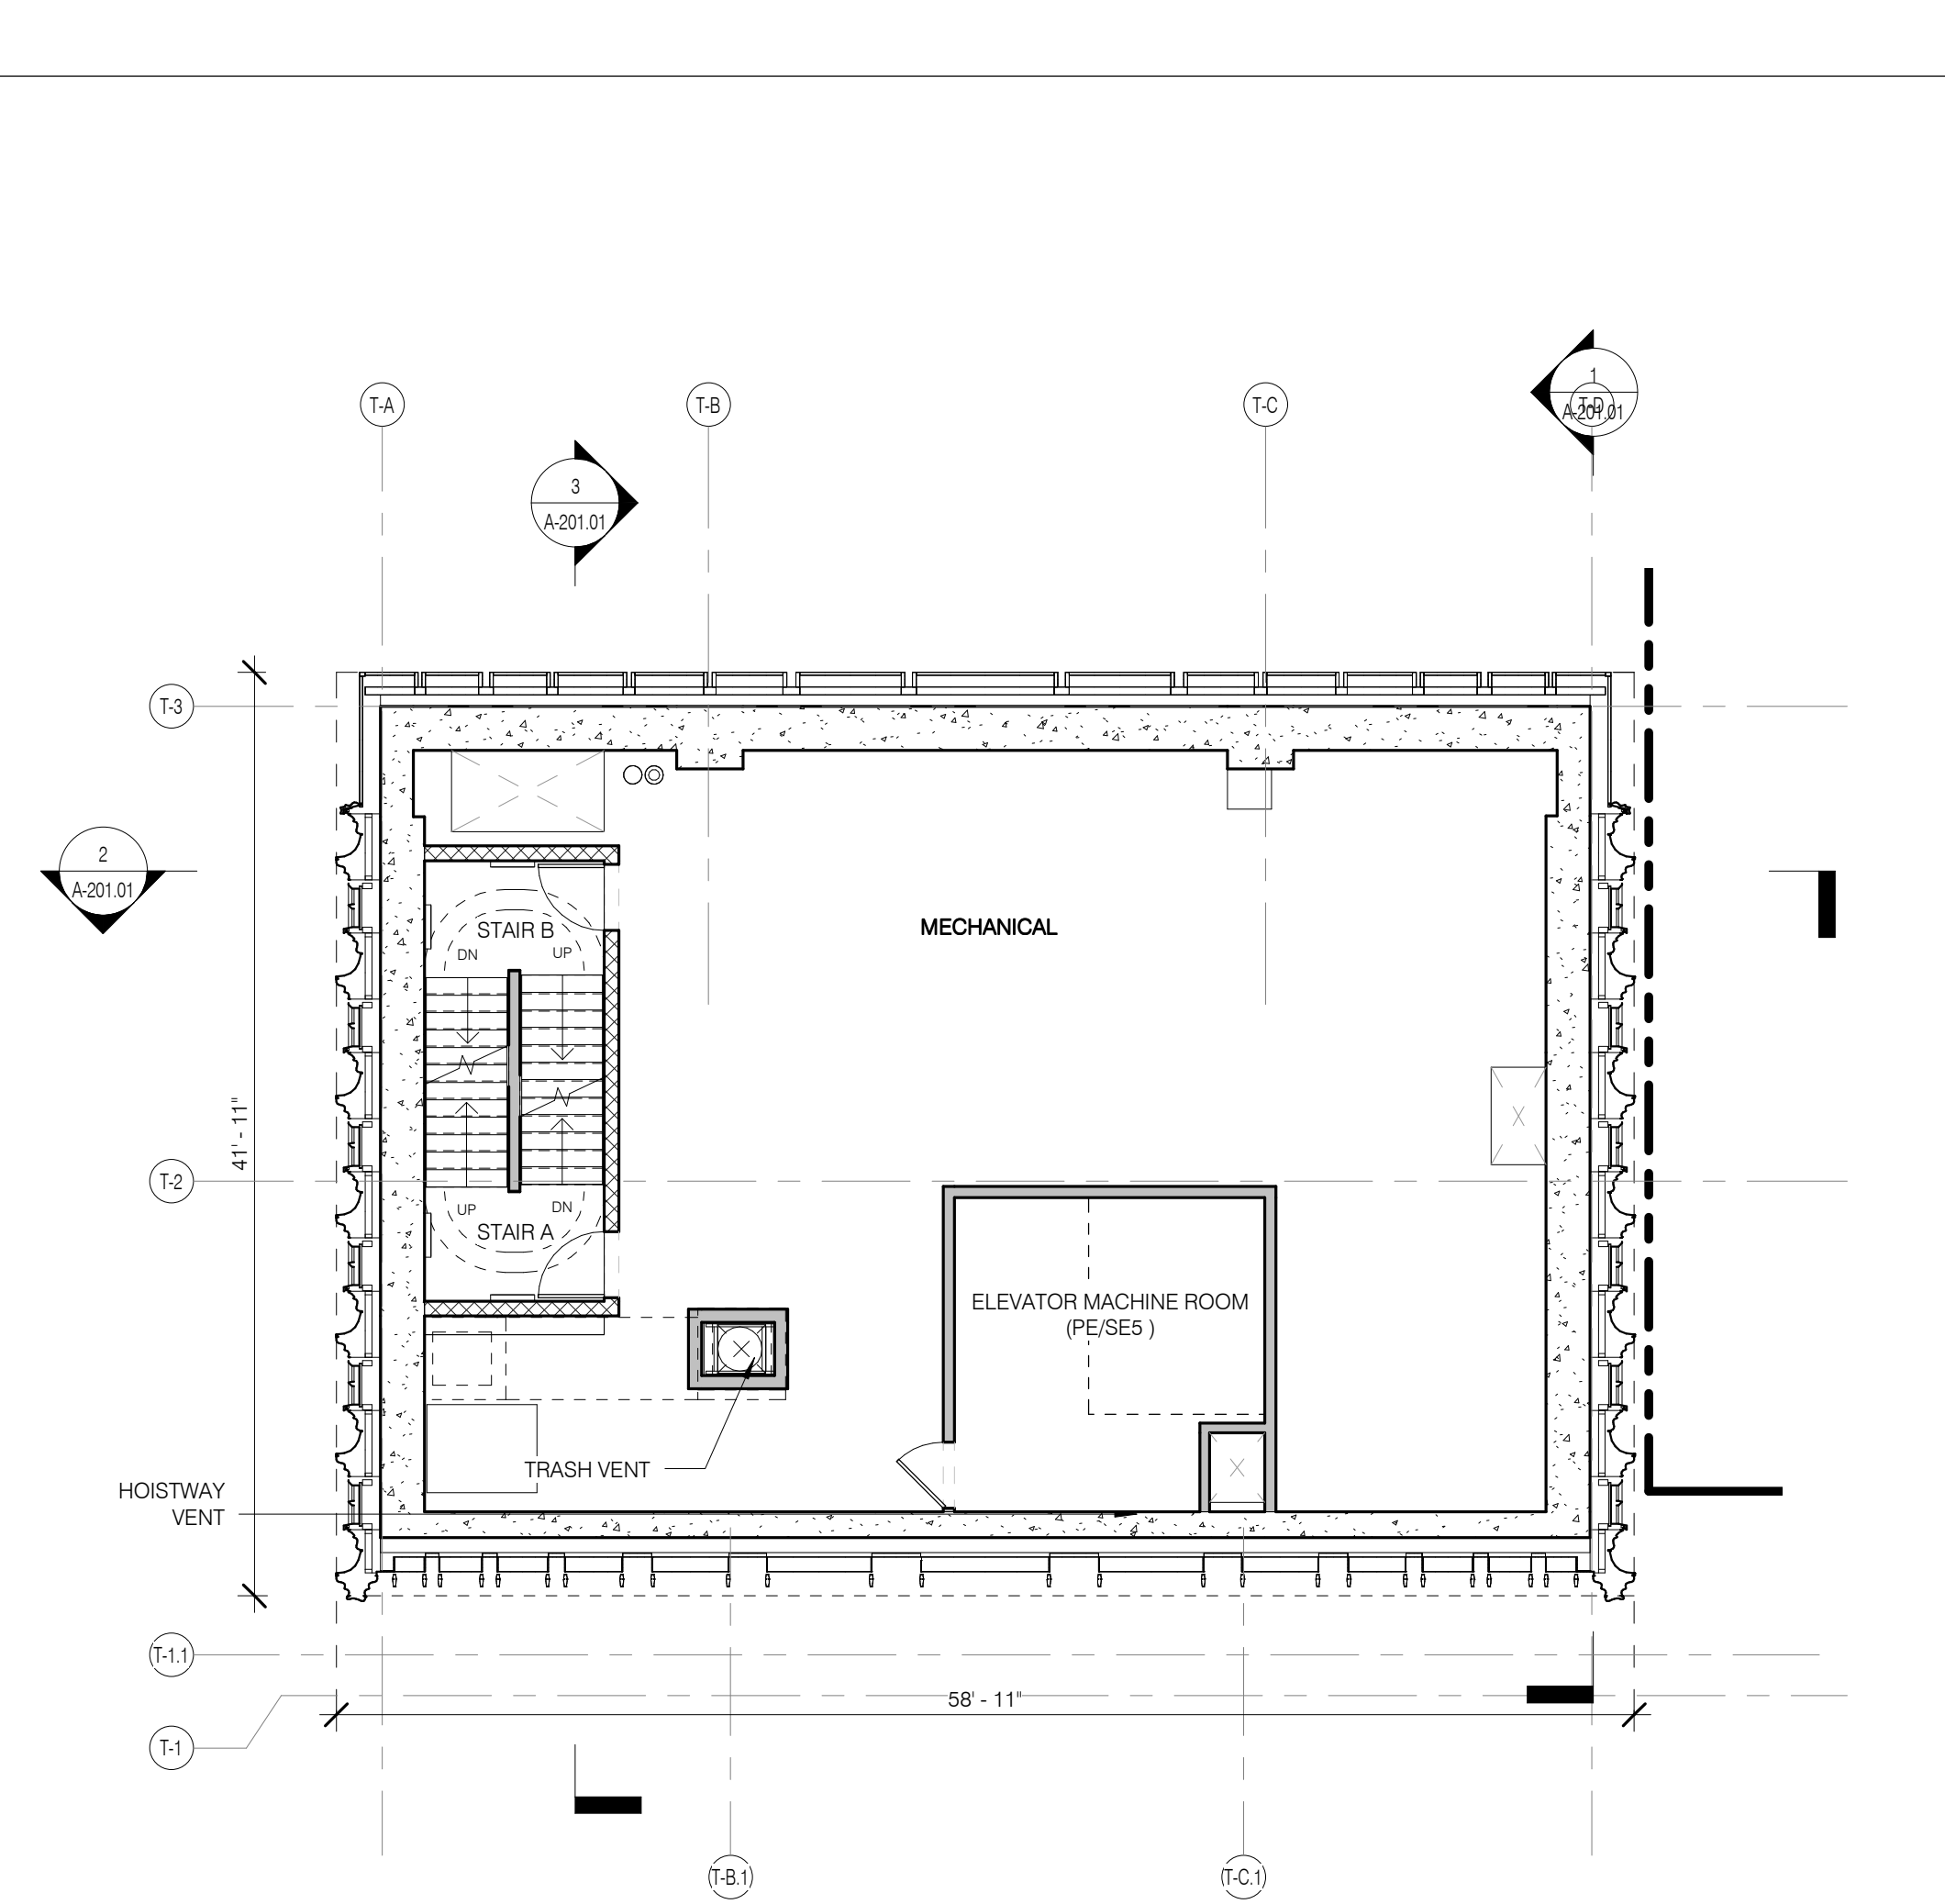 1
A-201.01
T-A
T-B
T-C
T-D
3
A-201.01
T-3
2
A-201.01
MECHANICAL
STAIR B
DN
UP
41' - 11"
T-2
UP
DN
STAIR A
ELEVATOR MACHINE ROOM
(PE/SE5 )
TRASH VENT
HOISTWAY
VENT
T-1.1
58' - 11"
T-1
T-B.1
T-C.1